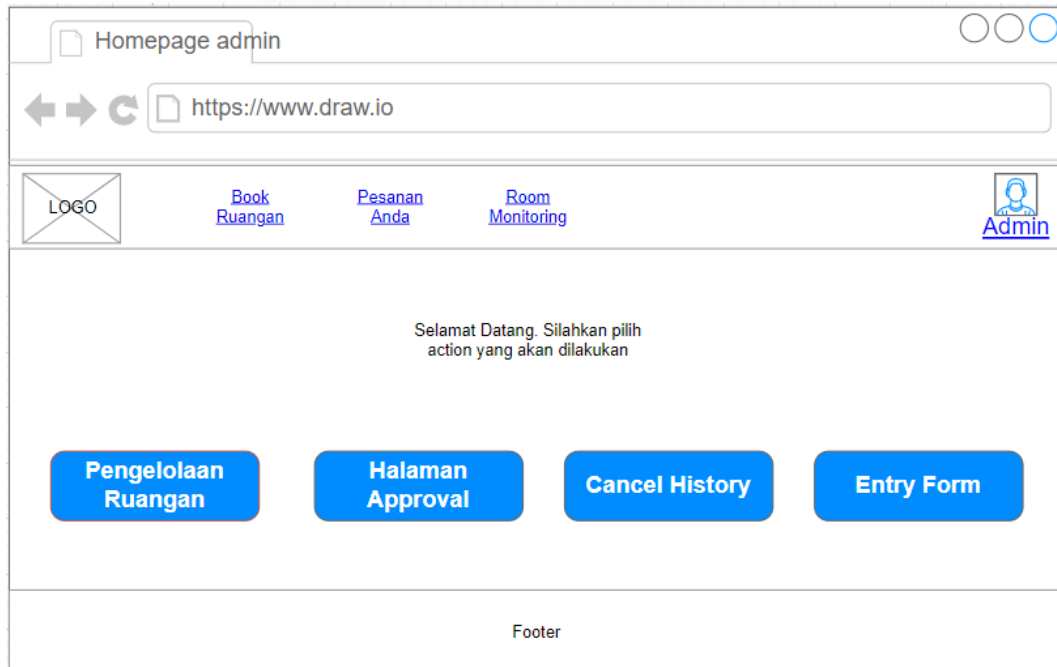 Homepage admin
https://www.draw.io
LOGO
Book
Ruangan
Pesanan
Anda
Room
Monitoring
Admin
Selamat Datang. Silahkan pilih
action yang akan dilakukan
Pengelolaan
Ruangan
Halaman
Approval
Cancel History
Entry Form
Footer